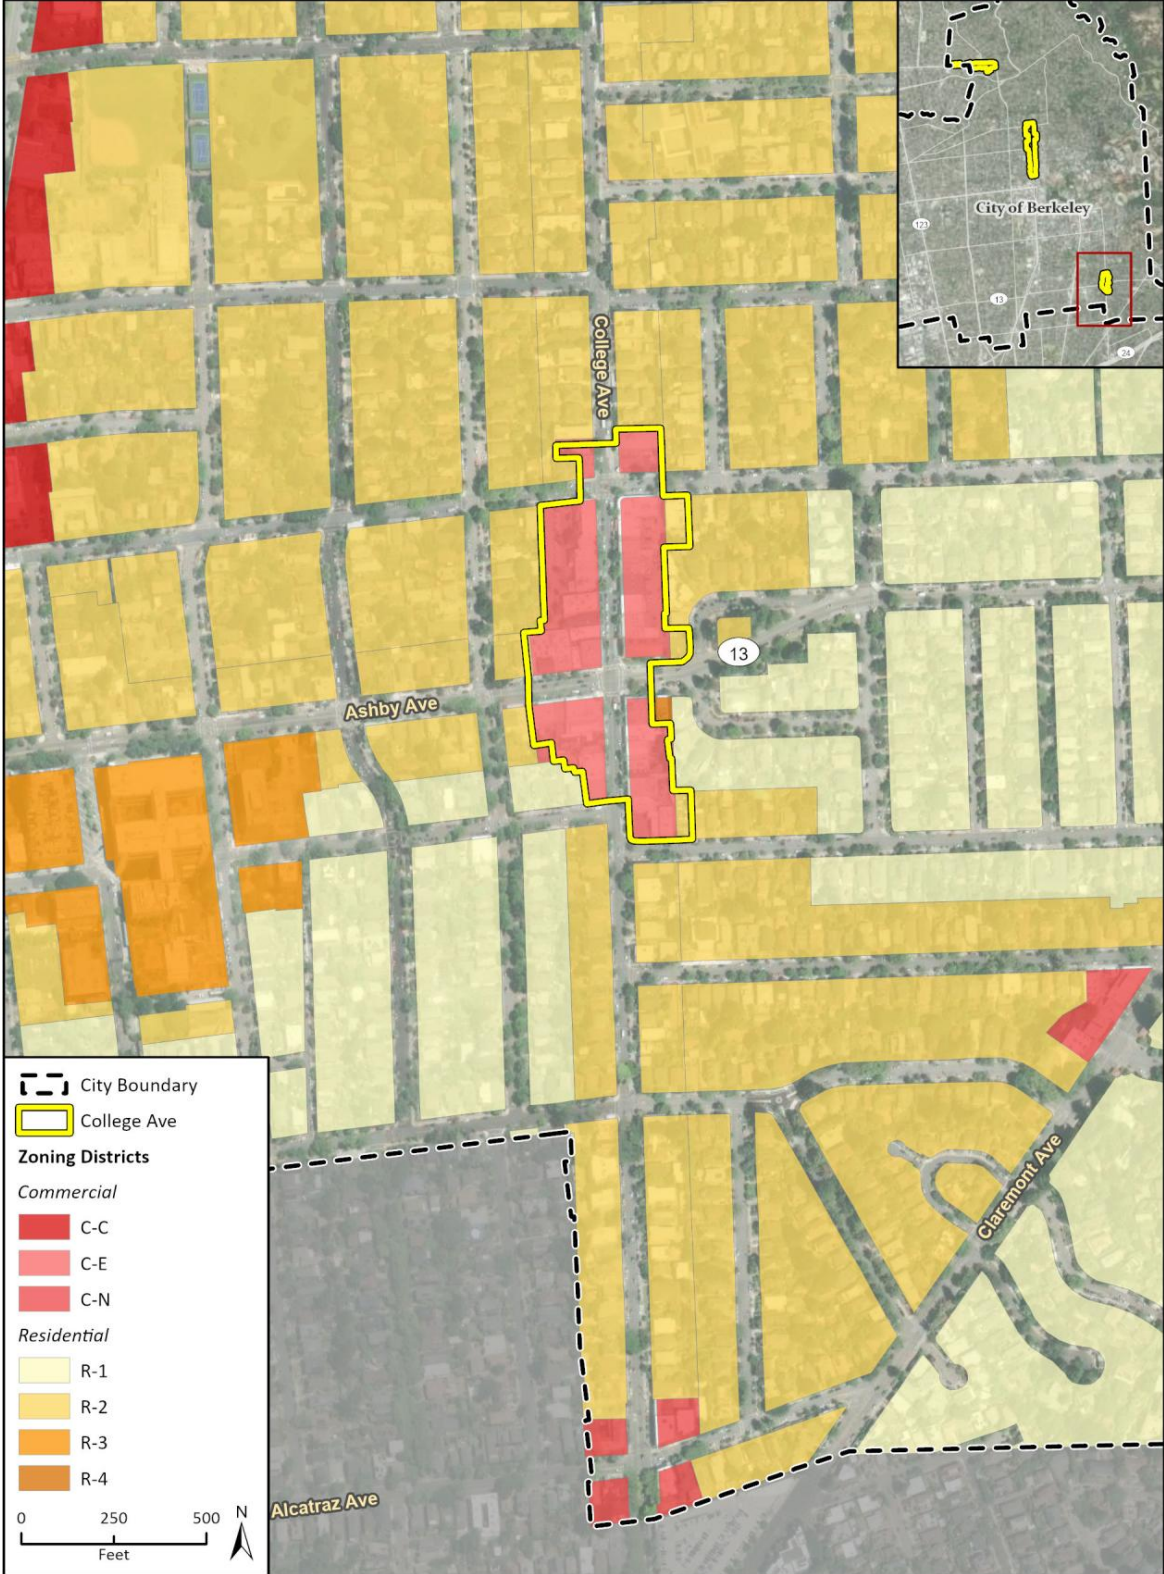 City of Berkeley
123
13
24
College Ave
13
Ashby Ave
Claremont Ave
Alcatraz Ave
City Boundary
College Ave
Zoning Districts
Commercial
C-C
C-E
C-N
Residential
R-1
R-2
R-3
R-4
0 250 500
Feet
N